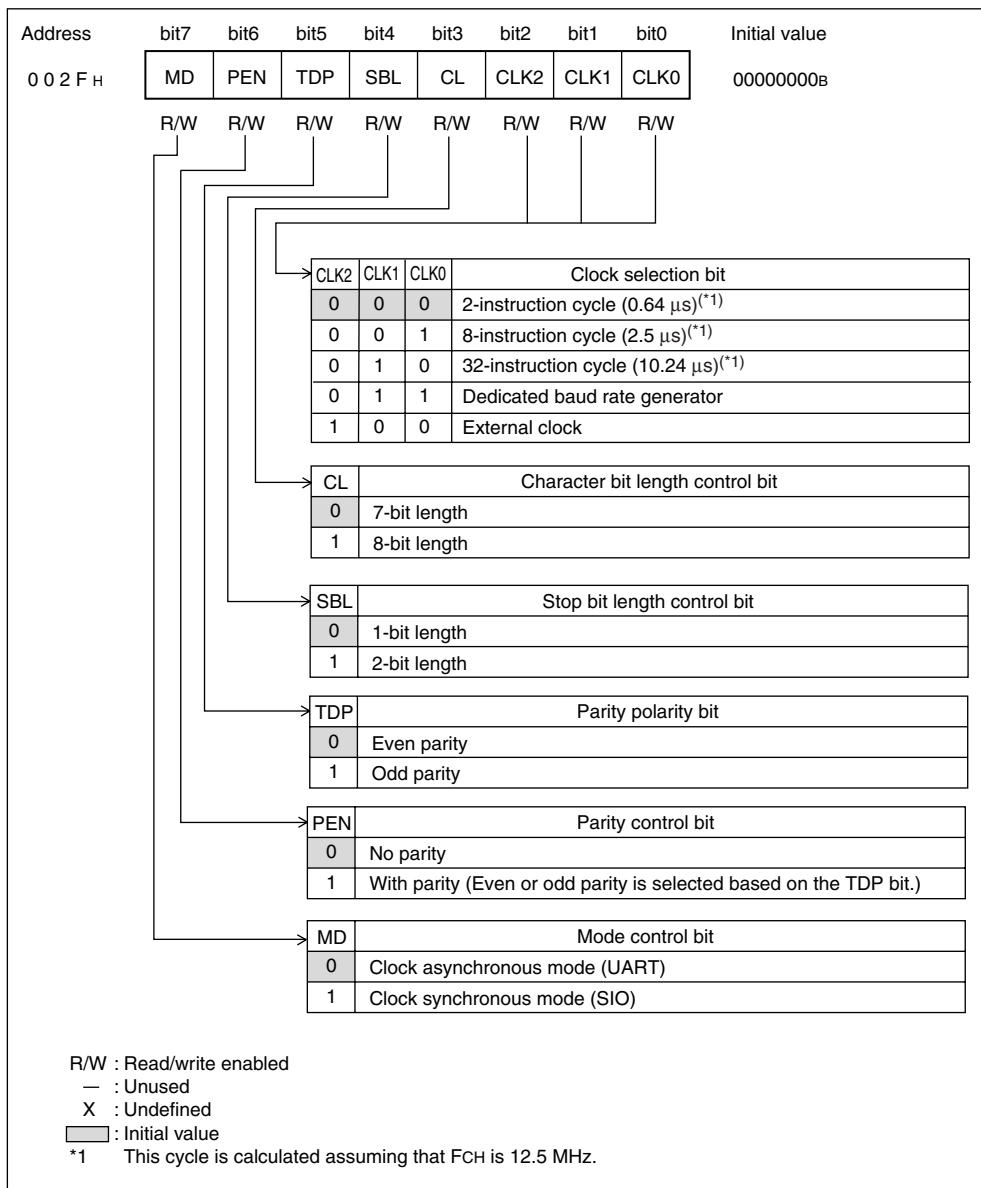 Address bit7 bit6 bit5 bit4 bit3 bit2 bit1 bit0 Initial value
0 0 2 F H MD PEN TDP SBL CL CLK2 CLK1 CLK0 00000000B
R/W R/W R/W R/W R/W R/W R/W R/W
CLK2 CLK1 CLK0 Clock selection bit
0 0 0 2-instruction cycle (0.64 μs)(*1)
0 0 1 8-instruction cycle (2.5 μs)(*1)
0 1 0 32-instruction cycle (10.24 μs)(*1)
0 1 1 Dedicated baud rate generator
1 0 0 External clock
CL Character bit length control bit
0 7-bit length
1 8-bit length
SBL Stop bit length control bit
0 1-bit length
1 2-bit length
TDP Parity polarity bit
0 Even parity
1 Odd parity
PEN Parity control bit
0 No parity
1 With parity (Even or odd parity is selected based on the TDP bit.)
MD Mode control bit
0 Clock asynchronous mode (UART)
1 Clock synchronous mode (SIO)
R/W : Read/write enabled
— : Unused
X : Undefined
: Initial value
*1 This cycle is calculated assuming that FCH is 12.5 MHz.